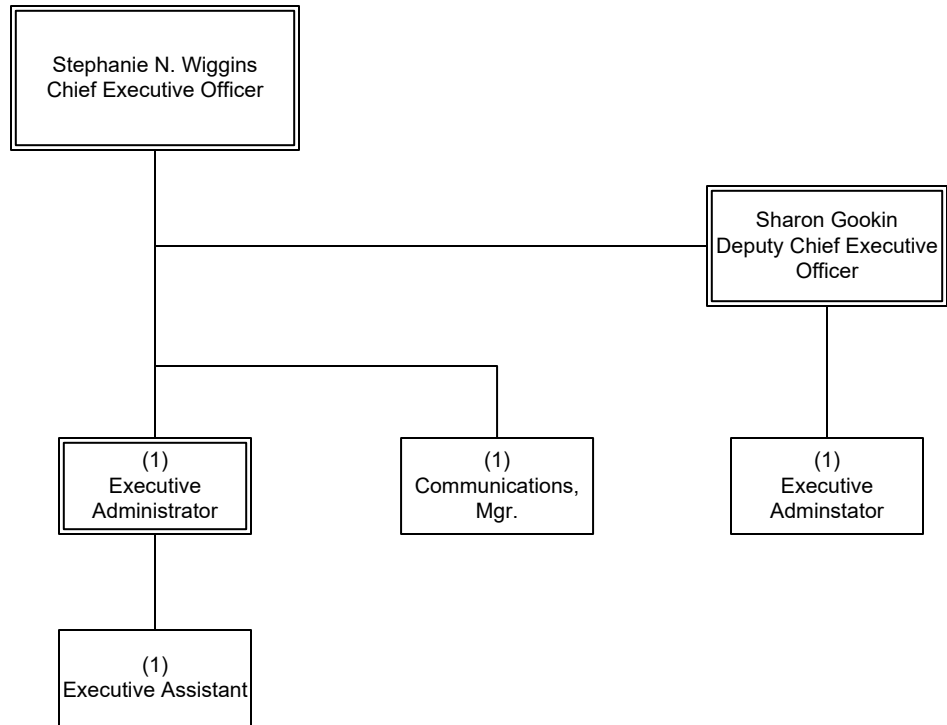 Stephanie N. Wiggins
Chief Executive Officer
Sharon Gookin
Deputy Chief Executive
Officer
(1)
Executive
Administrator
(1)
Communications,
Mgr.
(1)
Executive
Adminstator
(1)
Executive Assistant